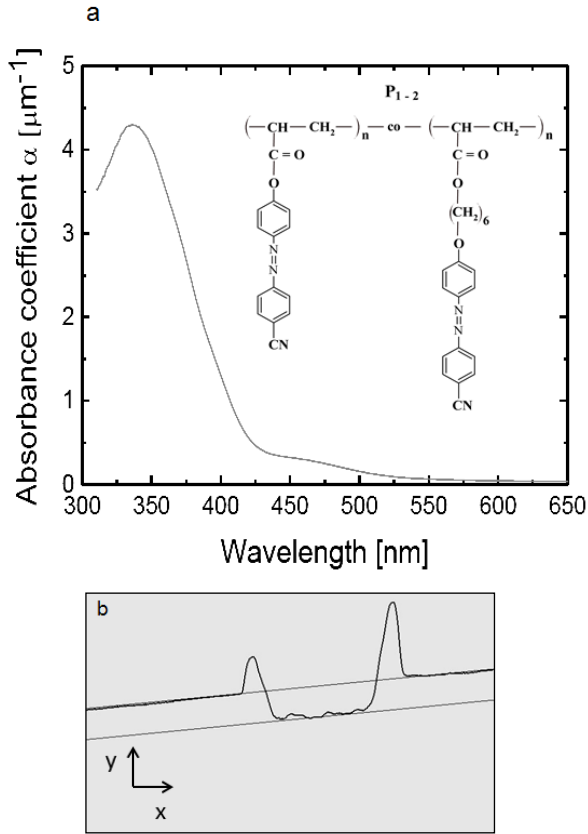 a
P1 - 2
(—CH—CH2—)n—co—(—CH—CH2—)n
C=O C=O
O O
(CH2)6
O
N=N
N=N
CN
CN
5
4
3
2
1
0
Absorbance coefficient α [μm⁻¹]
300 350 400 450 500 550 600 650
Wavelength [nm]
b
y
x